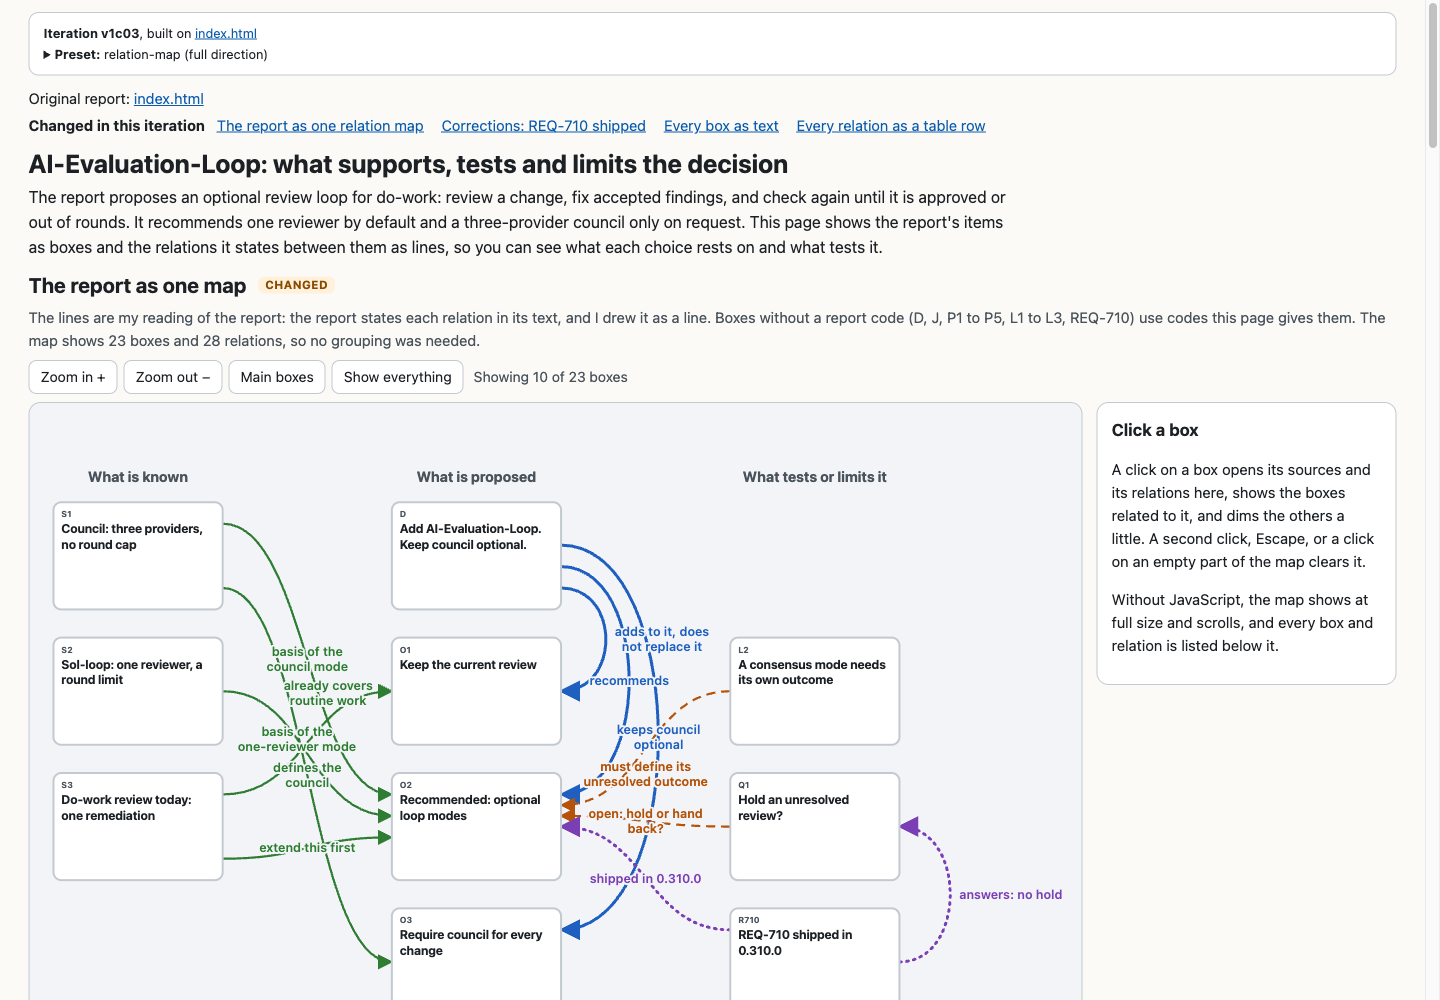 Iteration v1c03, built on index.html
▶ Preset: relation-map (full direction)
Original report: index.html
Changed in this iteration The report as one relation map Corrections: REQ-710 shipped Every box as text Every relation as a table row
AI-Evaluation-Loop: what supports, tests and limits the decision
The report proposes an optional review loop for do-work: review a change, fix accepted findings, and check again until it is approved or
out of rounds. It recommends one reviewer by default and a three-provider council only on request. This page shows the report's items
as boxes and the relations it states between them as lines, so you can see what each choice rests on and what tests it.
The report as one map CHANGED
The lines are my reading of the report: the report states each relation in its text, and I drew it as a line. Boxes without a report code (D, J, P1 to P5, L1 to L3, REQ-710) use codes this page gives them. The
map shows 23 boxes and 28 relations, so no grouping was needed.
Zoom in + Zoom out − Main boxes Show everything Showing 10 of 23 boxes
What is known
What is proposed
What tests or limits it
S1
Council: three providers,
no round cap
D
Add AI-Evaluation-Loop.
Keep council optional.
S2
Sol-loop: one reviewer, a
round limit
O1
Keep the current review
L2
A consensus mode needs
its own outcome
S3
Do-work review today:
one remediation
O2
Recommended: optional
loop modes
Q1
Hold an unresolved
review?
O3
Require council for every
change
R710
REQ-710 shipped in
0.310.0
basis of the
council mode
already covers
routine work
basis of the
one-reviewer mode
defines the
council
extend this first
adds to it, does
not replace it
recommends
keeps council
optional
must define its
unresolved outcome
open: hold or hand
back?
shipped in 0.310.0
answers: no hold
Click a box
A click on a box opens its sources and
its relations here, shows the boxes
related to it, and dims the others a
little. A second click, Escape, or a click
on an empty part of the map clears it.
Without JavaScript, the map shows at
full size and scrolls, and every box and
relation is listed below it.